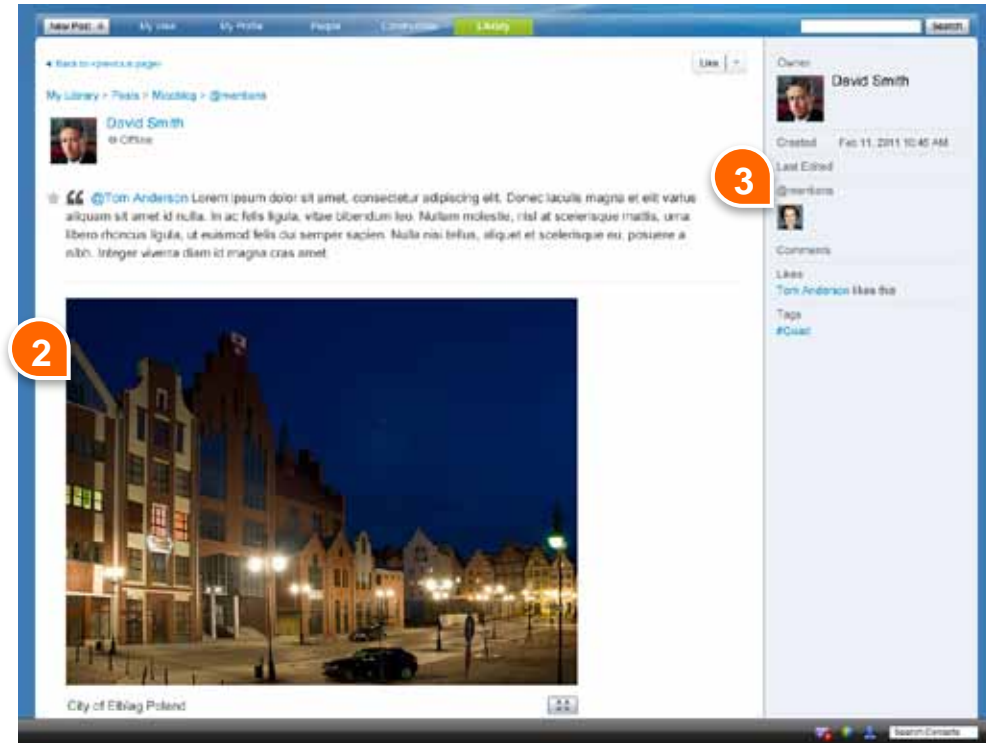 New Post
My View
My Profile
People
Communities
Library
Search
Back to <previous page>
Like
My Library > Posts > Microblog > @mentions
David Smith
Offline
@Tom Anderson Lorem ipsum dolor sit amet, consectetur adipiscing elit. Donec iaculis magna et elit varius
aliquam sit amet id nulla. In ac felis ligula, vitae bibendum leo. Nullam molestie, nisl at scelerisque mattis, urna
libero rhoncus ligula, ut euismod felis dui semper sapien. Nulla nisi tellus, aliquet et scelerisque eu, posuere a
nibh. Integer viverra diam id magna cras amet.
2
City of Elblag Poland
Owner
David Smith
Created Feb 11, 2011 10:46 AM
3
Last Edited
@mentions
Comments
Likes
Tom Anderson likes this
Tags
#Quad
Search Contacts